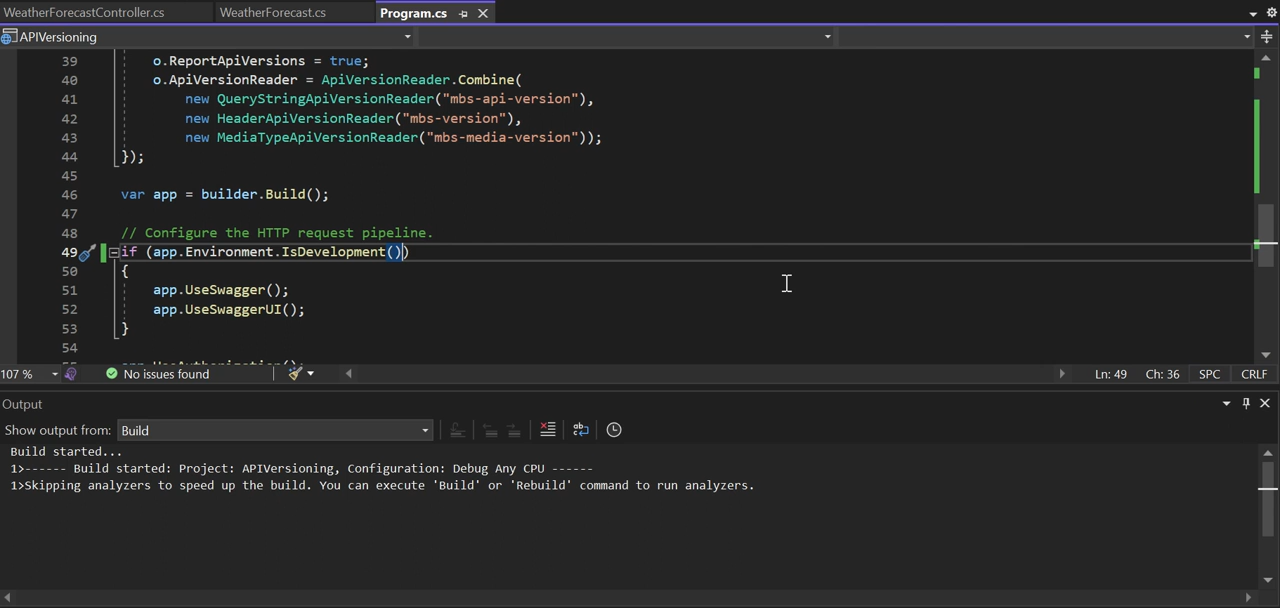 WeatherForecastController.cs WeatherForecast.cs Program.cs
APIVersioning
39 o.ReportApiVersions = true;
40 o.ApiVersionReader = ApiVersionReader.Combine(
41 new QueryStringApiVersionReader("mbs-api-version"),
42 new HeaderApiVersionReader("mbs-version"),
43 new MediaTypeApiVersionReader("mbs-media-version"));
44 });
45
46 var app = builder.Build();
47
48 // Configure the HTTP request pipeline.
49 if (app.Environment.IsDevelopment())
50 {
51 app.UseSwagger();
52 app.UseSwaggerUI();
53 }
54
107 % No issues found Ln: 49 Ch: 36 SPC CRLF
Output
Show output from: Build
Build started...
1>------ Build started: Project: APIVersioning, Configuration: Debug Any CPU ------
1>Skipping analyzers to speed up the build. You can execute 'Build' or 'Rebuild' command to run analyzers.